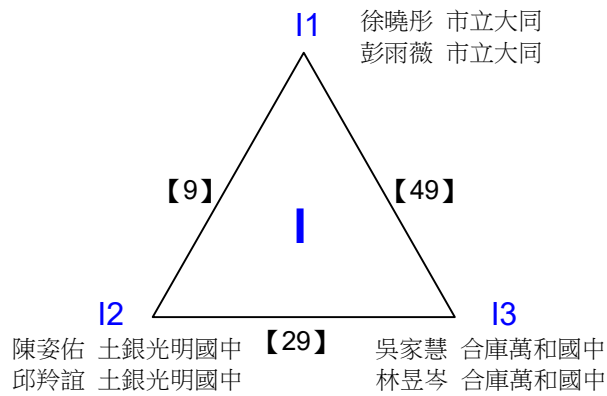 I1
徐曉彤 市立大同
彭雨薇 市立大同
【9】
【49】
I
I2
I3
陳姿佑 土銀光明國中
邱羚誼 土銀光明國中
【29】
吳家慧 合庫萬和國中
林昱岑 合庫萬和國中